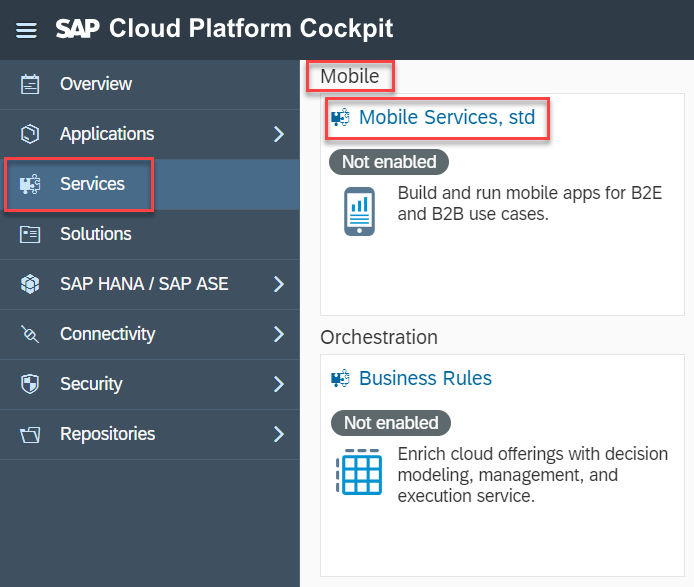 SAP Cloud Platform Cockpit
Overview
Applications
Services
Solutions
SAP HANA / SAP ASE
Connectivity
Security
Repositories
Mobile
Mobile Services, std
Not enabled
Build and run mobile apps for B2E
and B2B use cases.
Orchestration
Business Rules
Not enabled
Enrich cloud offerings with decision
modeling, management, and
execution service.